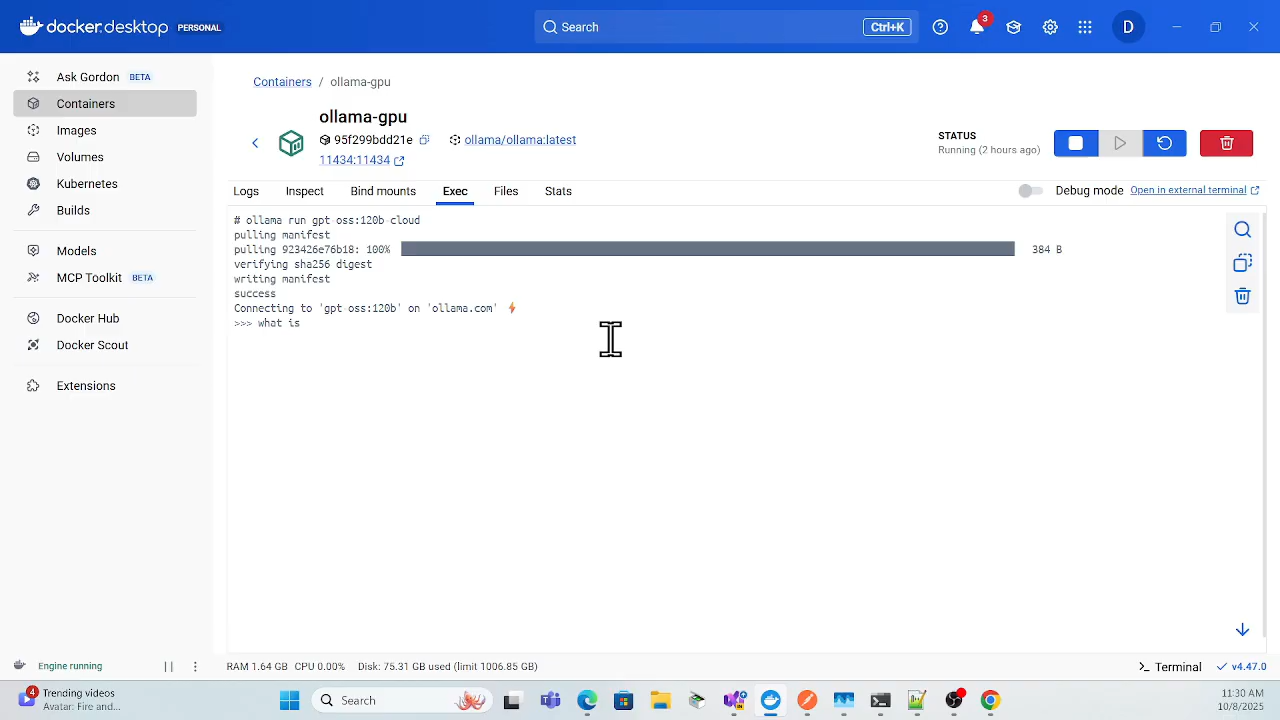 docker.desktop PERSONAL
Search
Ctrl+K
3
D
Ask Gordon BETA
Containers
Images
Volumes
Kubernetes
Builds
Models
MCP Toolkit BETA
Docker Hub
Docker Scout
Extensions
Containers / ollama-gpu
ollama-gpu
95f299bdd21e
ollama/ollama:latest
11434:11434
STATUS
Running (2 hours ago)
Logs
Inspect
Bind mounts
Exec
Files
Stats
Debug mode
Open in external terminal
# ollama run gpt-oss:120b-cloud
pulling manifest
pulling 923426e76b18: 100% 384 B
verifying sha256 digest
writing manifest
success
Connecting to 'gpt-oss:120b' on 'ollama.com' ⚡
>>> what is
Engine running
RAM 1.64 GB CPU 0.00% Disk: 75.31 GB used (limit 1006.85 GB)
Terminal
v4.47.0
4
Trending videos
Avatar: Fire and...
Search
11:30 AM
10/8/2025